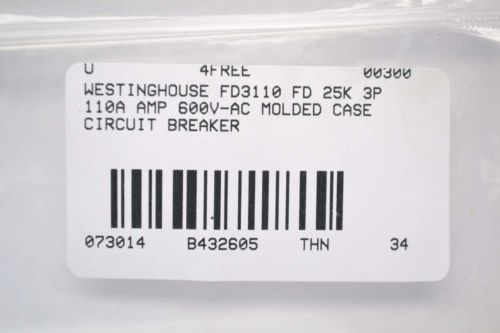 U 4FREE 00300
WESTINGHOUSE FD3110 FD 25K 3P
110A AMP 600V-AC MOLDED CASE
CIRCUIT BREAKER
073014 B432605 THN 34